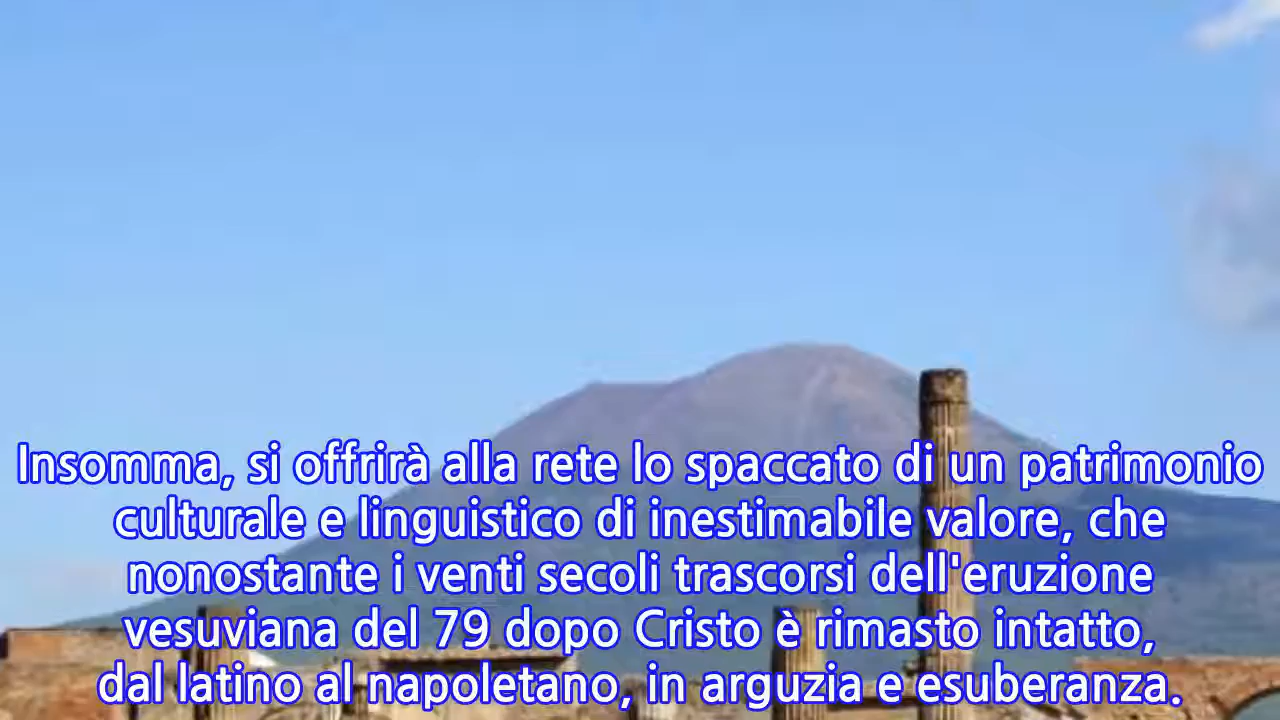 Insomma, si offrirà alla rete lo spaccato di un patrimonio
culturale e linguistico di inestimabile valore, che
nonostante i venti secoli trascorsi dell'eruzione
vesuviana del 79 dopo Cristo è rimasto intatto,
dal latino al napoletano, in arguzia e esuberanza.